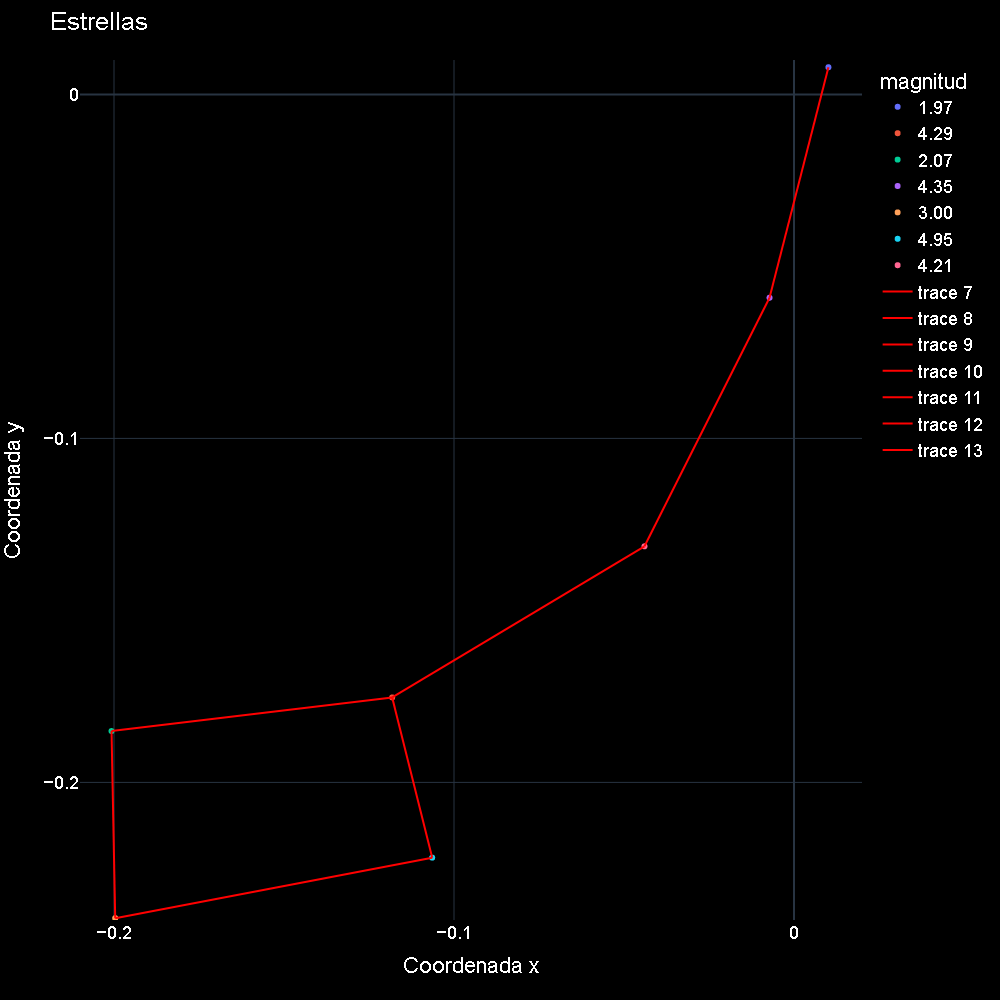 Estrellas
magnitud
1.97
4.29
2.07
4.35
3.00
4.95
4.21
trace 7
trace 8
trace 9
trace 10
trace 11
trace 12
trace 13
0
−0.1
−0.2
Coordenada y
−0.2
−0.1
0
Coordenada x